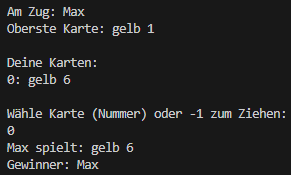 Am Zug: Max
Oberste Karte: gelb 1
Deine Karten:
0: gelb 6
Wähle Karte (Nummer) oder -1 zum Ziehen:
0
Max spielt: gelb 6
Gewinner: Max